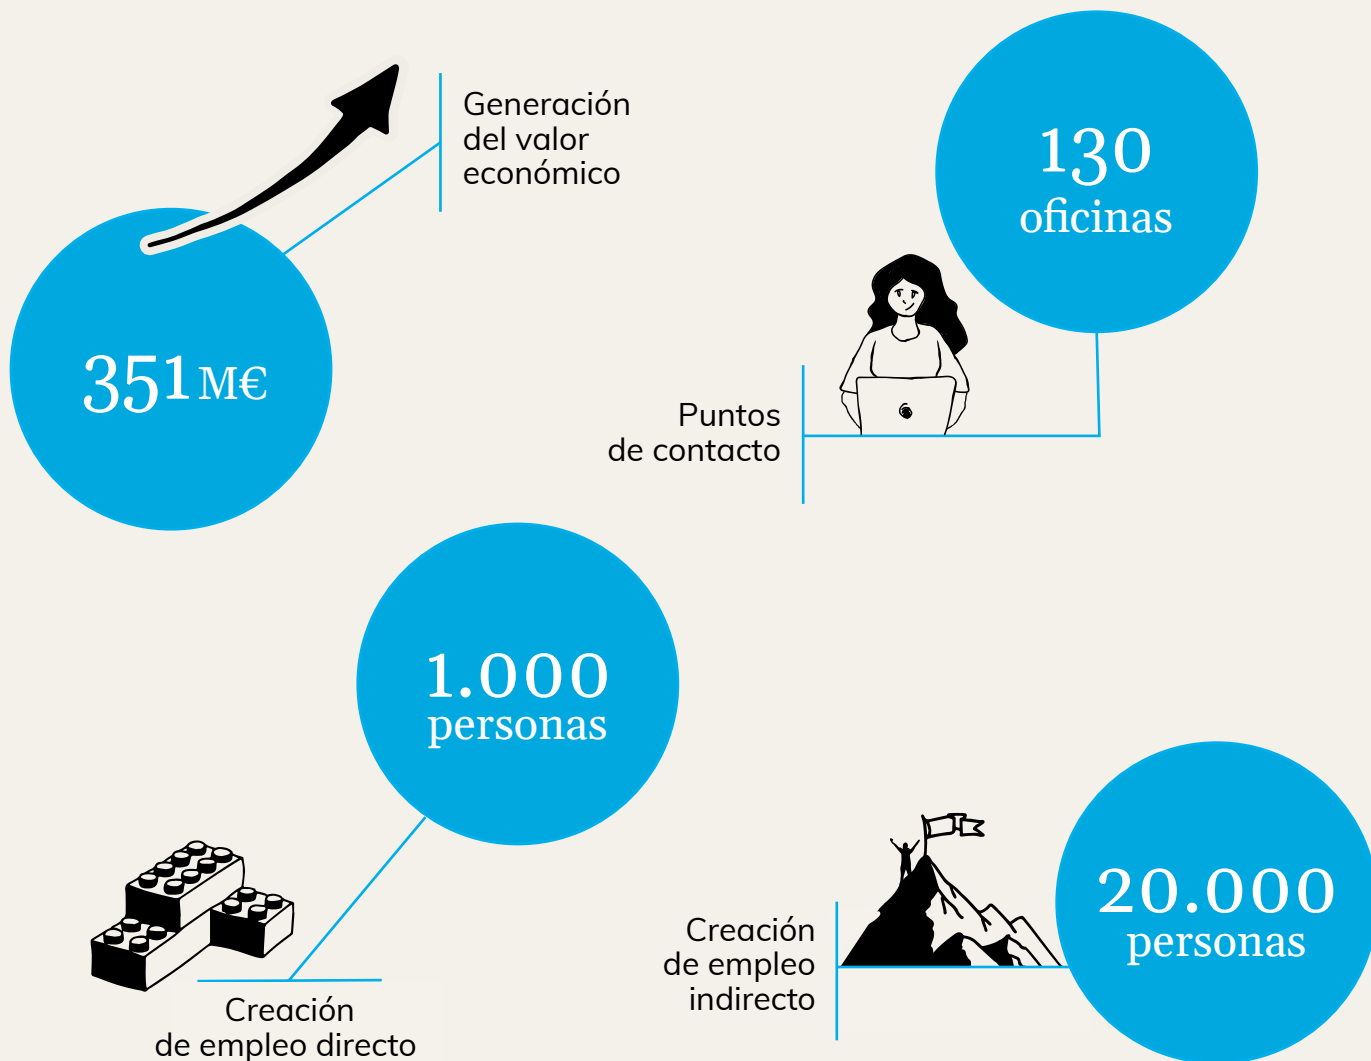 Generación
del valor
económico
351 M€
130
oficinas
Puntos
de contacto
1.000
personas
Creación
de empleo directo
20.000
personas
Creación
de empleo
indirecto